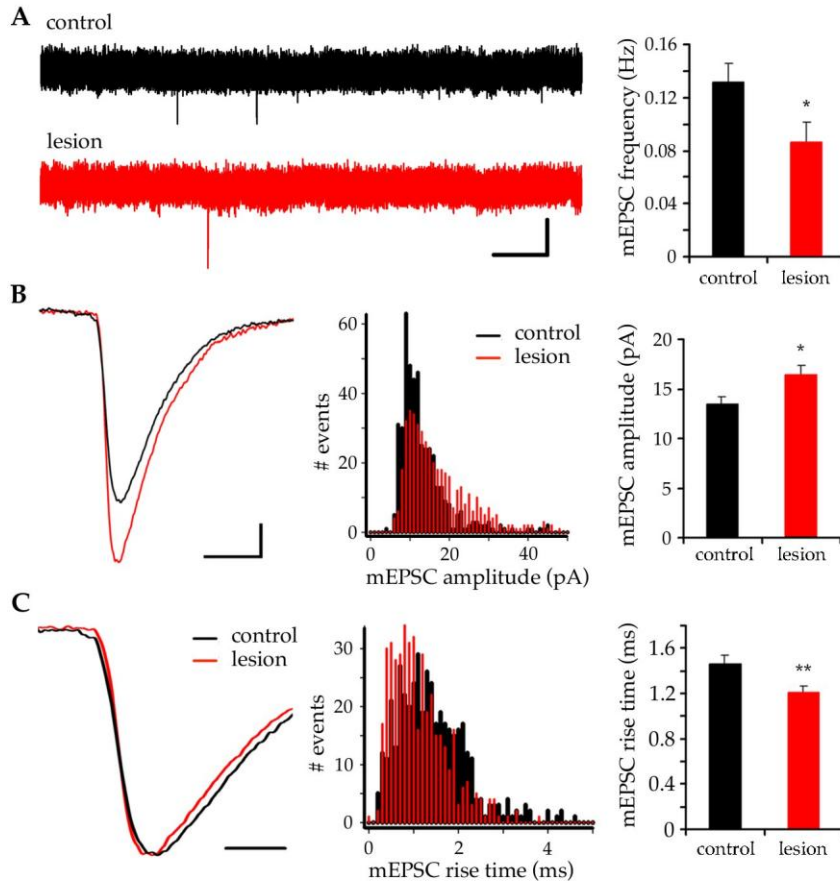 A
control
lesion
mEPSC frequency (Hz)
0.16
0.12
0.08
0.04
0
*
control
lesion
B
# events
60
40
20
0
control
lesion
0
20
40
mEPSC amplitude (pA)
mEPSC amplitude (pA)
20
15
10
5
0
*
control
lesion
C
control
lesion
# events
30
20
10
0
0
2
4
mEPSC rise time (ms)
mEPSC rise time (ms)
1.6
1.2
0.8
0.4
0
**
control
lesion